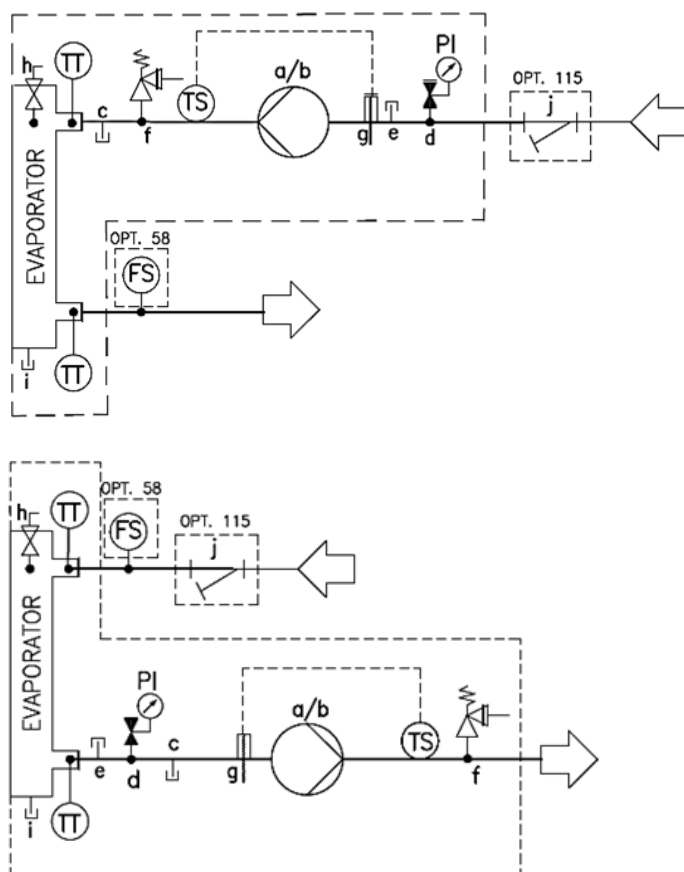 h TT PI
a/b OPT. 115
c TS j
f g e d
EVAPORATOR
OPT. 58
FS
i TT
h TT OPT. 58
FS OPT. 115
j
EVAPORATOR
PI a/b
c TS
e d g f
i TT